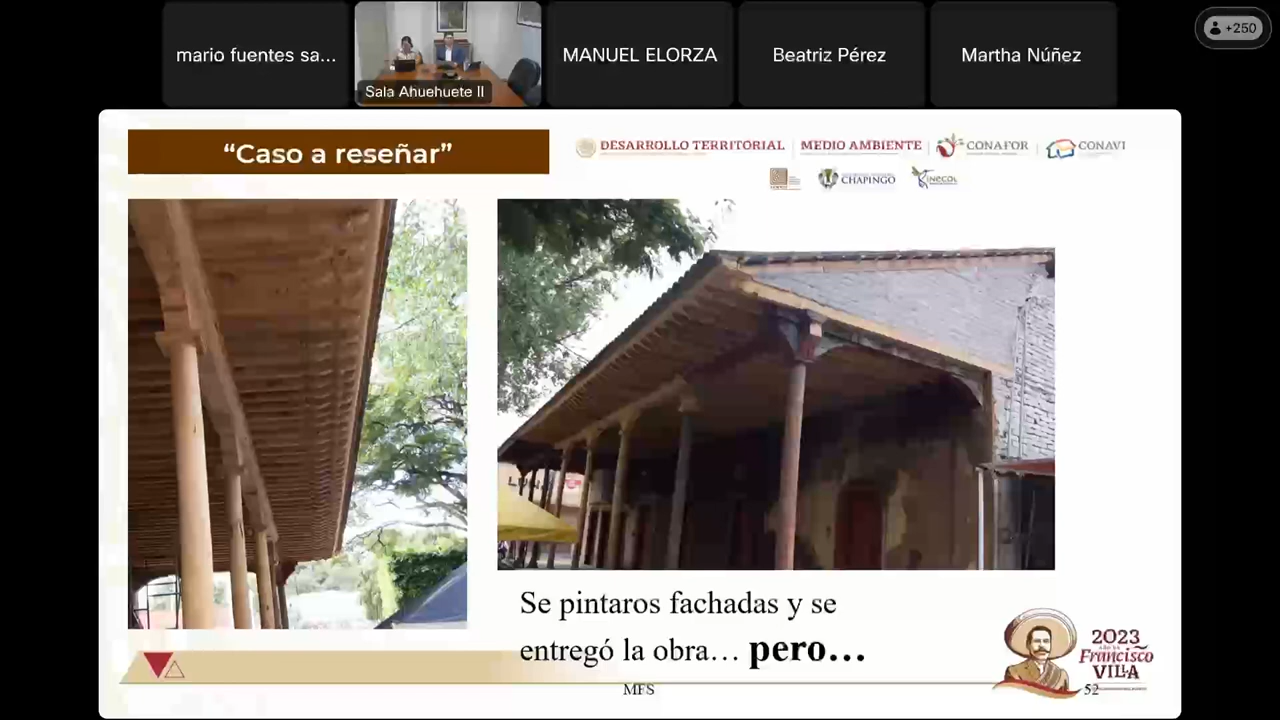 mario fuentes sa...
Sala Ahuehuete II
MANUEL ELORZA
Beatriz Pérez
Martha Núñez
+250
“Caso a reseñar”
DESARROLLO TERRITORIAL
MEDIO AMBIENTE
CONAFOR
CONAVI
CHAPINGO
INECOL
Se pintaros fachadas y se
entregó la obra... pero...
2023
Francisco
VILLA
MFS
52